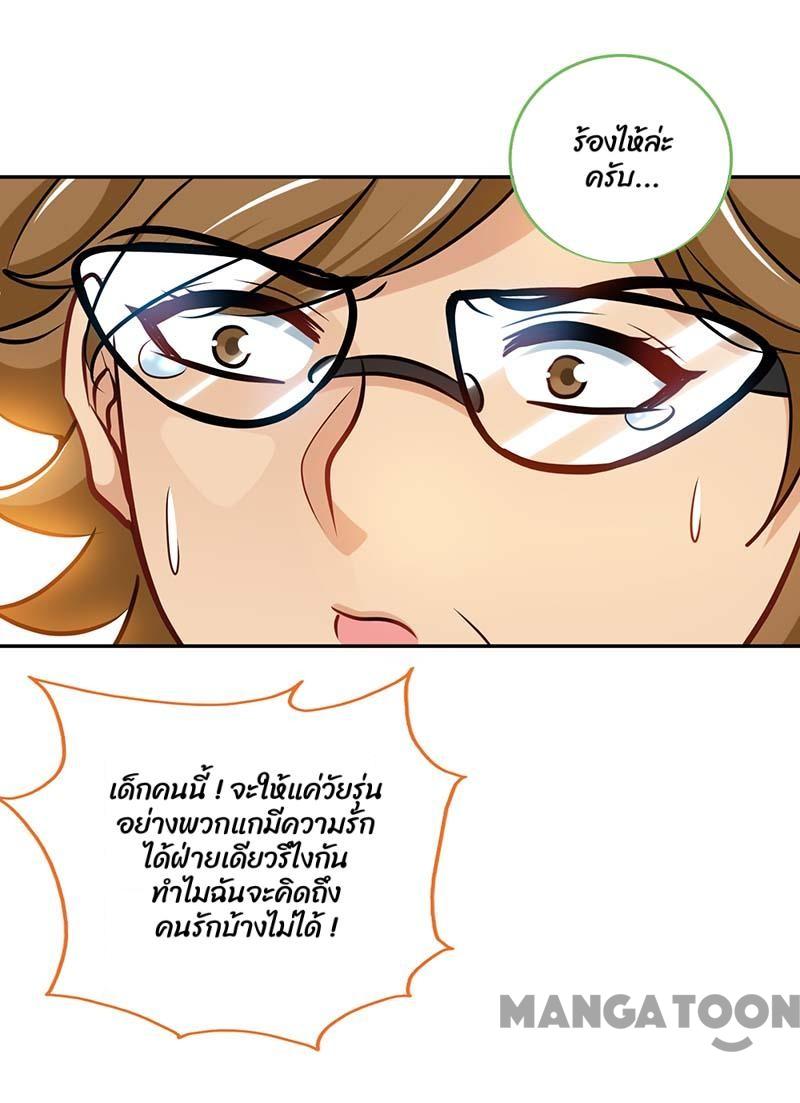 ร้องไห้ล่ะ
ครับ...
เด็กคนนี้ ! จะให้แค่วัยรุ่น
อย่างพวกแกมีความรัก
ได้ฝ่ายเดียวรึไงกัน
ทำไมฉันจะคิดถึง
คนรักบ้างไม่ได้ !
MANGATOON